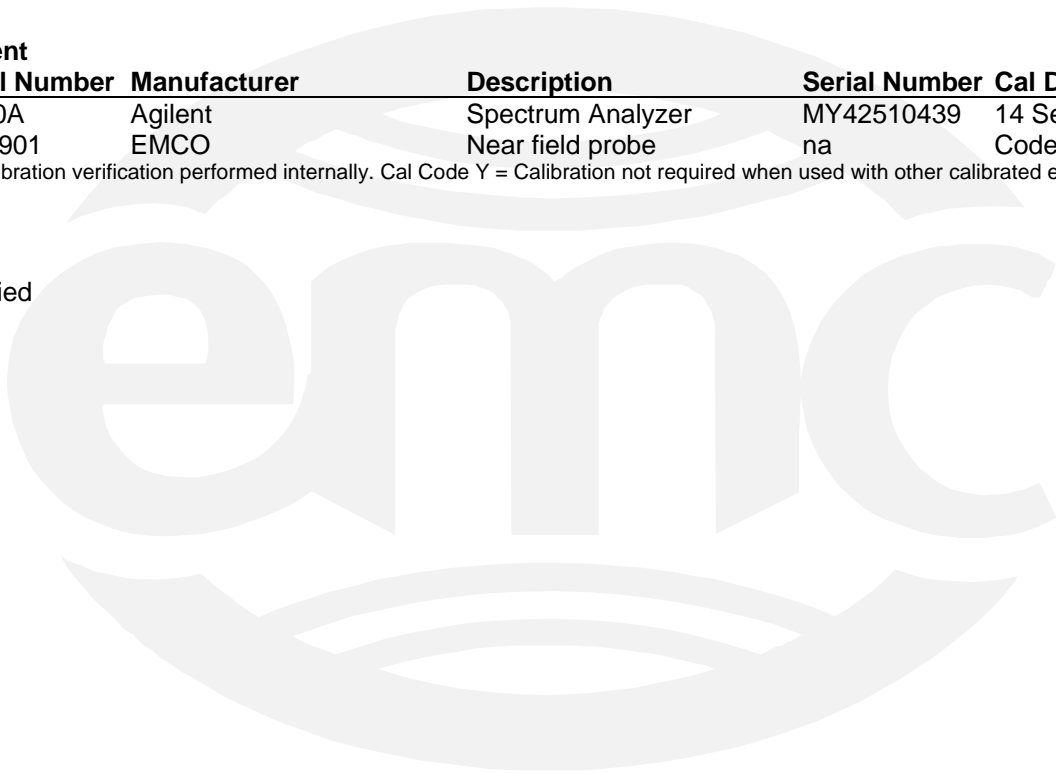 ent
l Number Manufacturer Description Serial Number Cal D
0A Agilent Spectrum Analyzer MY42510439 14 Se
901 EMCO Near field probe na Code
bration verification performed internally. Cal Code Y = Calibration not required when used with other calibrated e
ied
emc